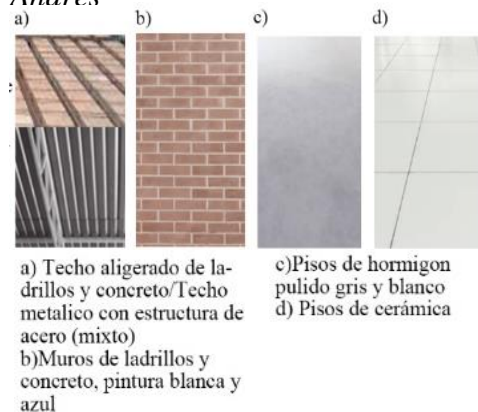 Andres
a)
b)
c)
d)
e
a) Techo aligerado de la-
drillos y concreto/Techo
metalico con estructura de
acero (mixto)
b)Muros de ladrillos y
concreto, pintura blanca y
azul
c)Pisos de hormigon
pulido gris y blanco
d) Pisos de cerámica